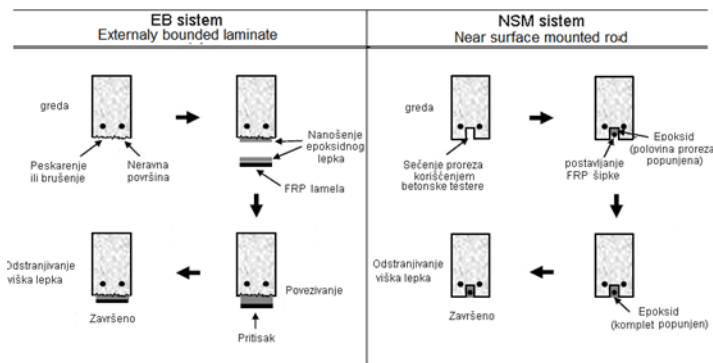 EB sistem
Externaly bounded laminate
greda
Peskarenje
ili brušenje
Neravna
površina
Nanošenje
epoksidnog
lepka
FRP lamela
Odstranjivanje
viška lepka
Završeno
Povezivanje
Pritisak
NSM sistem
Near surface mounted rod
greda
Sečenje proreza
korišćenjem
betonske testere
Epoksid
(polovina proreza
popunjena)
postavljanje
FRP šipke
Odstranjivanje
viška lepka
Završeno
Epoksid
(komplet popunjen)